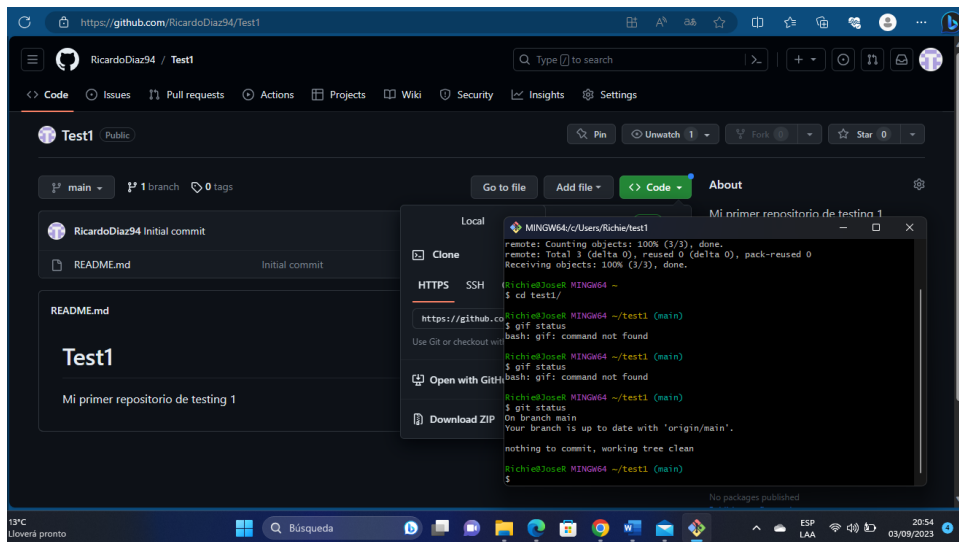 https://github.com/RicardoDiaz94/Test1
RicardoDiaz94 / Test1
Type / to search
Code Issues Pull requests Actions Projects Wiki Security Insights Settings
Test1 Public
Pin Unwatch 1 Fork 0 Star 0
main 1 branch 0 tags Go to file Add file Code
About
Mi primer repositorio de testing 1
RicardoDiaz94 Initial commit
README.md Initial commit
README.md
Test1
Mi primer repositorio de testing 1
Local
Clone
HTTPS SSH
https://github.co
Use Git or checkout wit
Open with GitH
Download ZIP
MINGW64:/c/Users/Richie/test1
remote: Counting objects: 100% (3/3), done.
remote: Total 3 (delta 0), reused 0 (delta 0), pack-reused 0
Receiving objects: 100% (3/3), done.
Richie@JoseR MINGW64 ~
$ cd test1/
Richie@JoseR MINGW64 ~/test1 (main)
$ gif status
bash: gif: command not found
Richie@JoseR MINGW64 ~/test1 (main)
$ gif status
bash: gif: command not found
Richie@JoseR MINGW64 ~/test1 (main)
$ git status
On branch main
Your branch is up to date with 'origin/main'.
nothing to commit, working tree clean
Richie@JoseR MINGW64 ~/test1 (main)
$
No packages published
13°C
Lloverá pronto
Búsqueda
ESP
LAA
20:54
03/09/2023
4